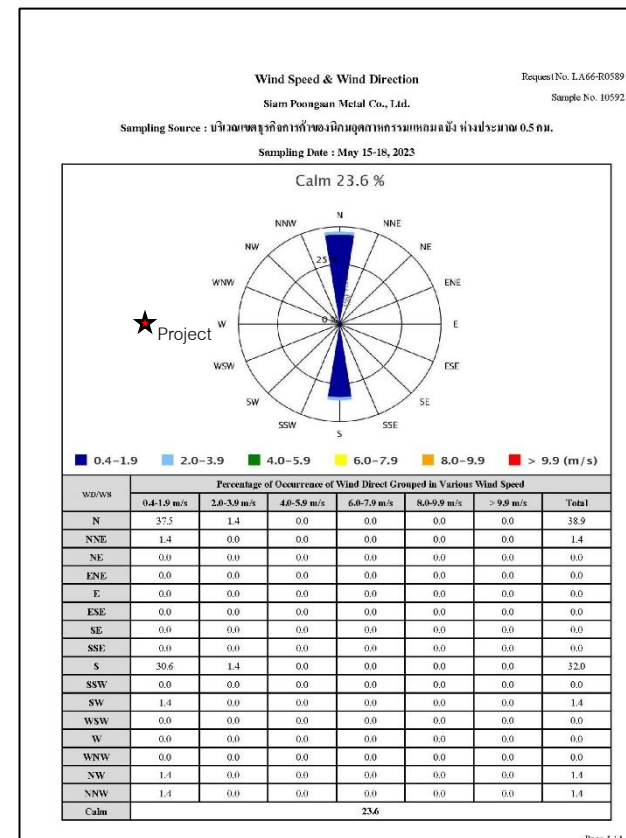 Wind Speed & Wind Direction
Request No. LA66-R0589
Siam Poongsan Metal Co., Ltd.
Sample No. 10592
Sampling Source : บริเวณเขตธุรกิจการค้าของนิคมอุตสาหกรรมแหลมฉบัง ห่างประมาณ 0.5 กม.
Sampling Date : May 15-18, 2023
Calm 23.6 %
N
NNW NNE
NW NE
25
WNW ENE
Project
W 0 % E
WSW ESE
SW SE
SSW SSE
S
0.4-1.9 2.0-3.9 4.0-5.9 6.0-7.9 8.0-9.9 > 9.9 (m/s)
WD/WS Percentage of Occurrence of Wind Direct Grouped in Various Wind Speed
0.4-1.9 m/s 2.0-3.9 m/s 4.0-5.9 m/s 6.0-7.9 m/s 8.0-9.9 m/s > 9.9 m/s Total
N 37.5 1.4 0.0 0.0 0.0 0.0 38.9
NNE 1.4 0.0 0.0 0.0 0.0 0.0 1.4
NE 0.0 0.0 0.0 0.0 0.0 0.0 0.0
ENE 0.0 0.0 0.0 0.0 0.0 0.0 0.0
E 0.0 0.0 0.0 0.0 0.0 0.0 0.0
ESE 0.0 0.0 0.0 0.0 0.0 0.0 0.0
SE 0.0 0.0 0.0 0.0 0.0 0.0 0.0
SSE 0.0 0.0 0.0 0.0 0.0 0.0 0.0
S 30.6 1.4 0.0 0.0 0.0 0.0 32.0
SSW 0.0 0.0 0.0 0.0 0.0 0.0 0.0
SW 1.4 0.0 0.0 0.0 0.0 0.0 1.4
WSW 0.0 0.0 0.0 0.0 0.0 0.0 0.0
W 0.0 0.0 0.0 0.0 0.0 0.0 0.0
WNW 0.0 0.0 0.0 0.0 0.0 0.0 0.0
NW 1.4 0.0 0.0 0.0 0.0 0.0 1.4
NNW 1.4 0.0 0.0 0.0 0.0 0.0 1.4
Calm 23.6
Page 1 / 1